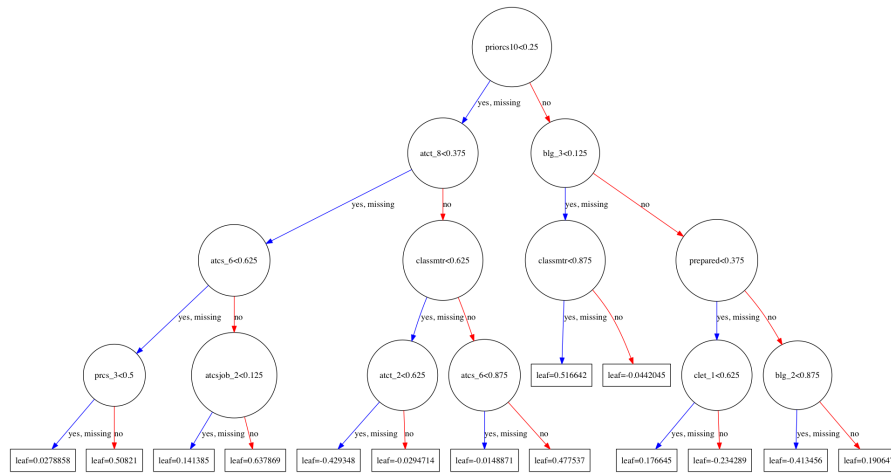 priorcs10<0.25
yes, missing
no
atct_8<0.375
blg_3<0.125
yes, missing
no
yes, missing
no
atcs_6<0.625
classmtr<0.625
classmtr<0.875
prepared<0.375
yes, missing
no
yes, missing
no
yes, missing
no
yes, missing
no
prcs_3<0.5
atcsjob_2<0.125
atct_2<0.625
atcs_6<0.875
leaf=0.516642
leaf=-0.0442045
clet_1<0.625
blg_2<0.875
yes, missing
no
yes, missing
no
yes, missing
no
yes, missing
no
yes, missing
no
yes, missing
no
leaf=0.0278858
leaf=0.50821
leaf=0.141385
leaf=0.637869
leaf=-0.429348
leaf=-0.0294714
leaf=-0.0148871
leaf=0.477537
leaf=0.176645
leaf=-0.234289
leaf=-0.413456
leaf=0.19064